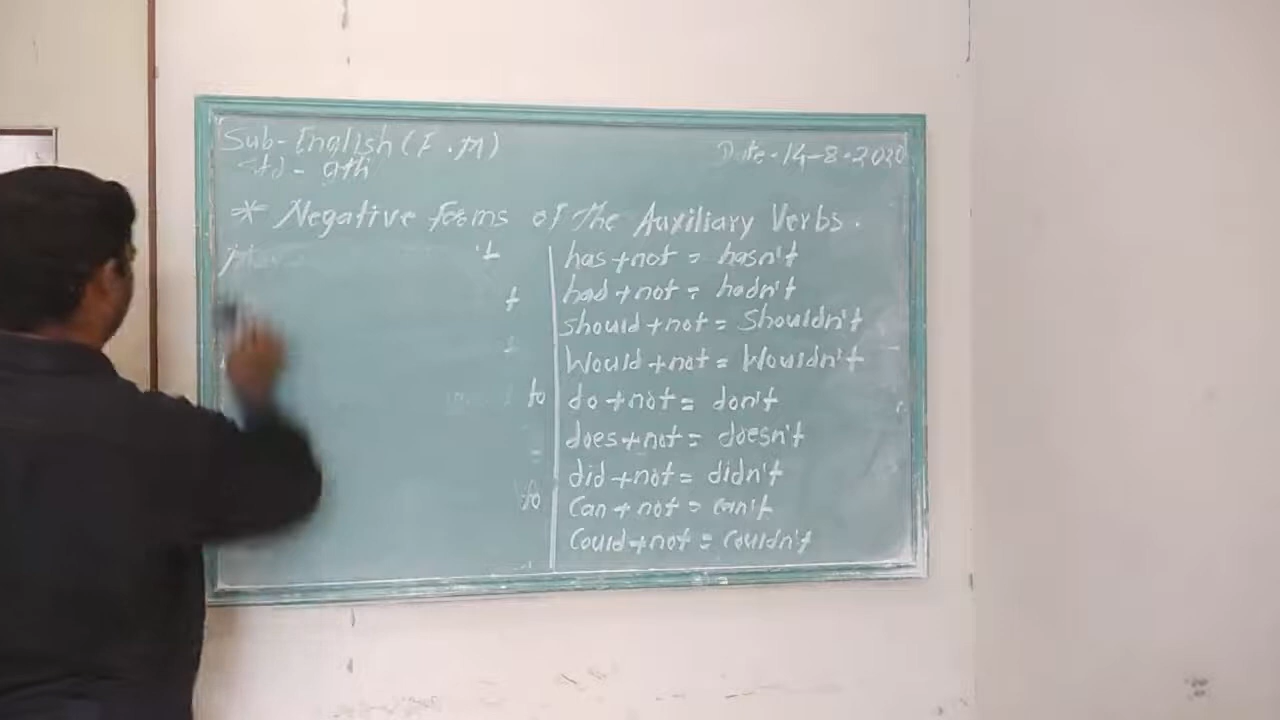 Sub-English (F.M)
Date-14-8-2020
Std - 9th
* Negative forms of the Auxiliary Verbs.
has+not = hasn't
had+not = hadn't
should+not = Shouldn't
Would+not = Wouldn't
to
do+not = don't
does+not = doesn't
did+not = didn't
to
Can+not = can't
Could+not = Couldn't